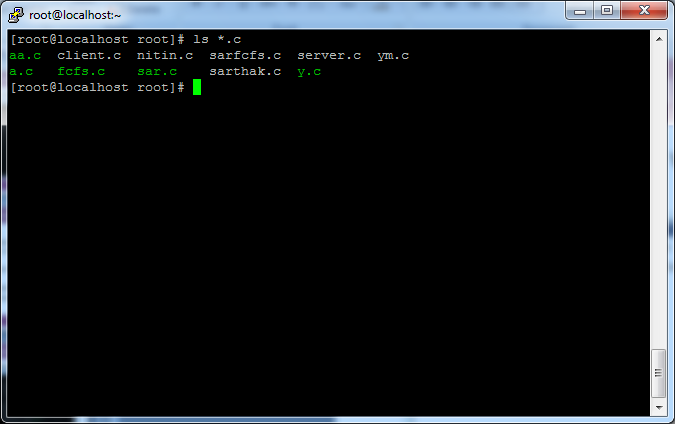 root@localhost:~
[root@localhost root]# ls *.c
aa.c  client.c  nitin.c  sarfcfs.c  server.c  ym.c
a.c  fcfs.c  sar.c  sarthak.c  y.c
[root@localhost root]#